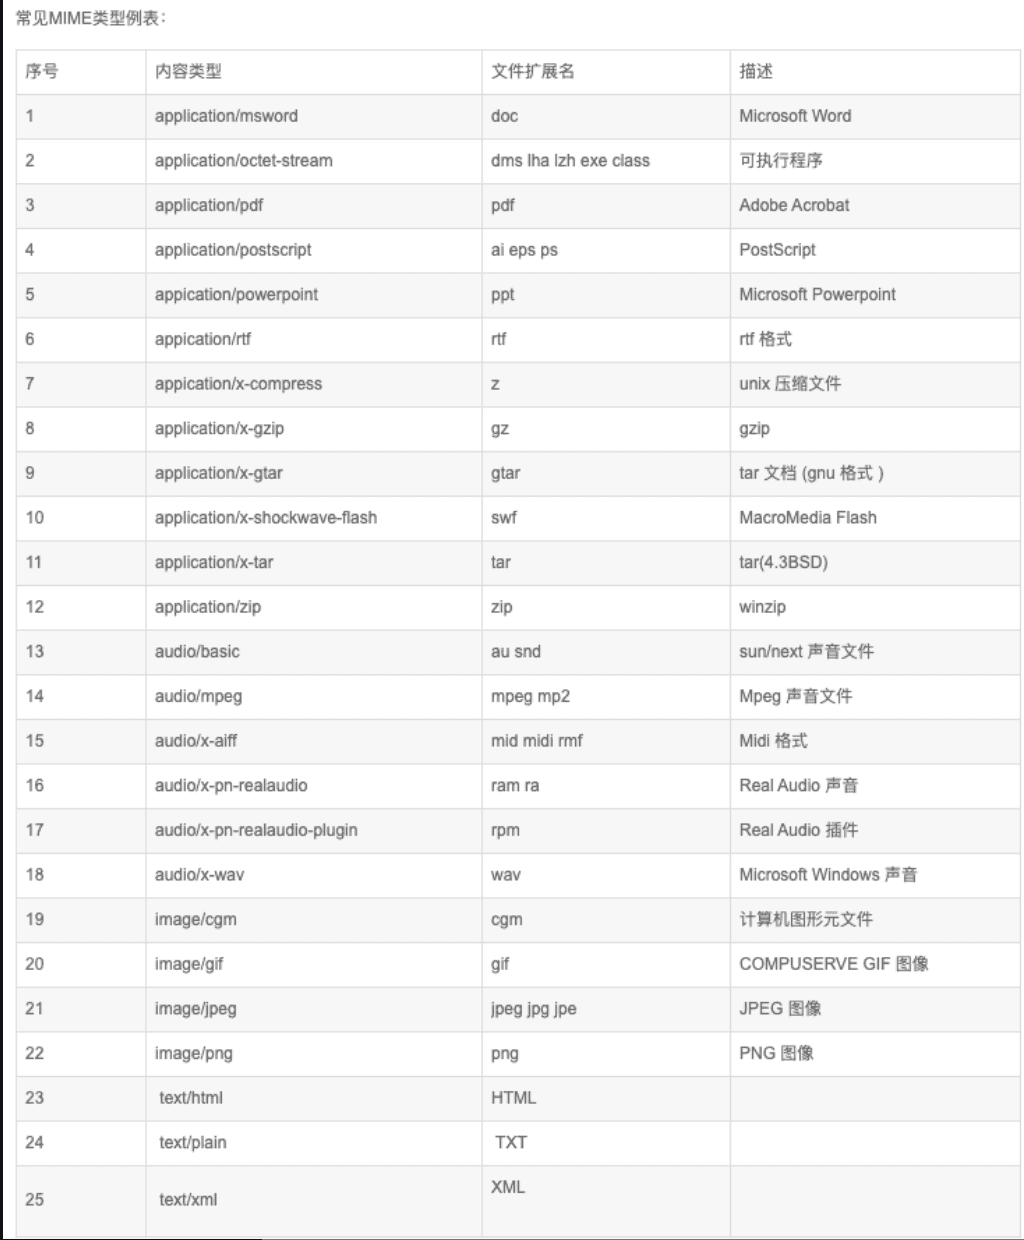 常见MIME类型例表:
序号 内容类型 文件扩展名 描述
1 application/msword doc Microsoft Word
2 application/octet-stream dms lha lzh exe class 可执行程序
3 application/pdf pdf Adobe Acrobat
4 application/postscript ai eps ps PostScript
5 appication/powerpoint ppt Microsoft Powerpoint
6 appication/rtf rtf rtf 格式
7 appication/x-compress z unix 压缩文件
8 application/x-gzip gz gzip
9 application/x-gtar gtar tar 文档 (gnu 格式 )
10 application/x-shockwave-flash swf MacroMedia Flash
11 application/x-tar tar tar(4.3BSD)
12 application/zip zip winzip
13 audio/basic au snd sun/next 声音文件
14 audio/mpeg mpeg mp2 Mpeg 声音文件
15 audio/x-aiff mid midi rmf Midi 格式
16 audio/x-pn-realaudio ram ra Real Audio 声音
17 audio/x-pn-realaudio-plugin rpm Real Audio 插件
18 audio/x-wav wav Microsoft Windows 声音
19 image/cgm cgm 计算机图形元文件
20 image/gif gif COMPUSERVE GIF 图像
21 image/jpeg jpeg jpg jpe JPEG 图像
22 image/png png PNG 图像
23 text/html HTML
24 text/plain TXT
25 text/xml XML